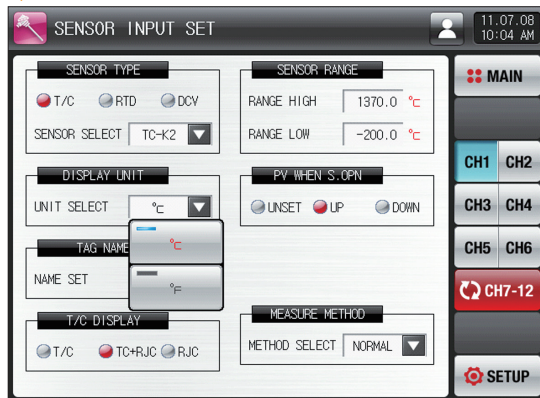 SENSOR INPUT SET
11.07.08
10:04 AM
SENSOR TYPE
T/C RTD DCV
SENSOR SELECT TC-K2
SENSOR RANGE
RANGE HIGH 1370.0 ℃
RANGE LOW -200.0 ℃
DISPLAY UNIT
UNIT SELECT ℃
℃
℉
PV WHEN S.OPN
UNSET UP DOWN
TAG NAME
NAME SET
T/C DISPLAY
T/C TC+RJC RJC
MEASURE METHOD
METHOD SELECT NORMAL
MAIN
CH1 CH2
CH3 CH4
CH5 CH6
CH7-12
SETUP